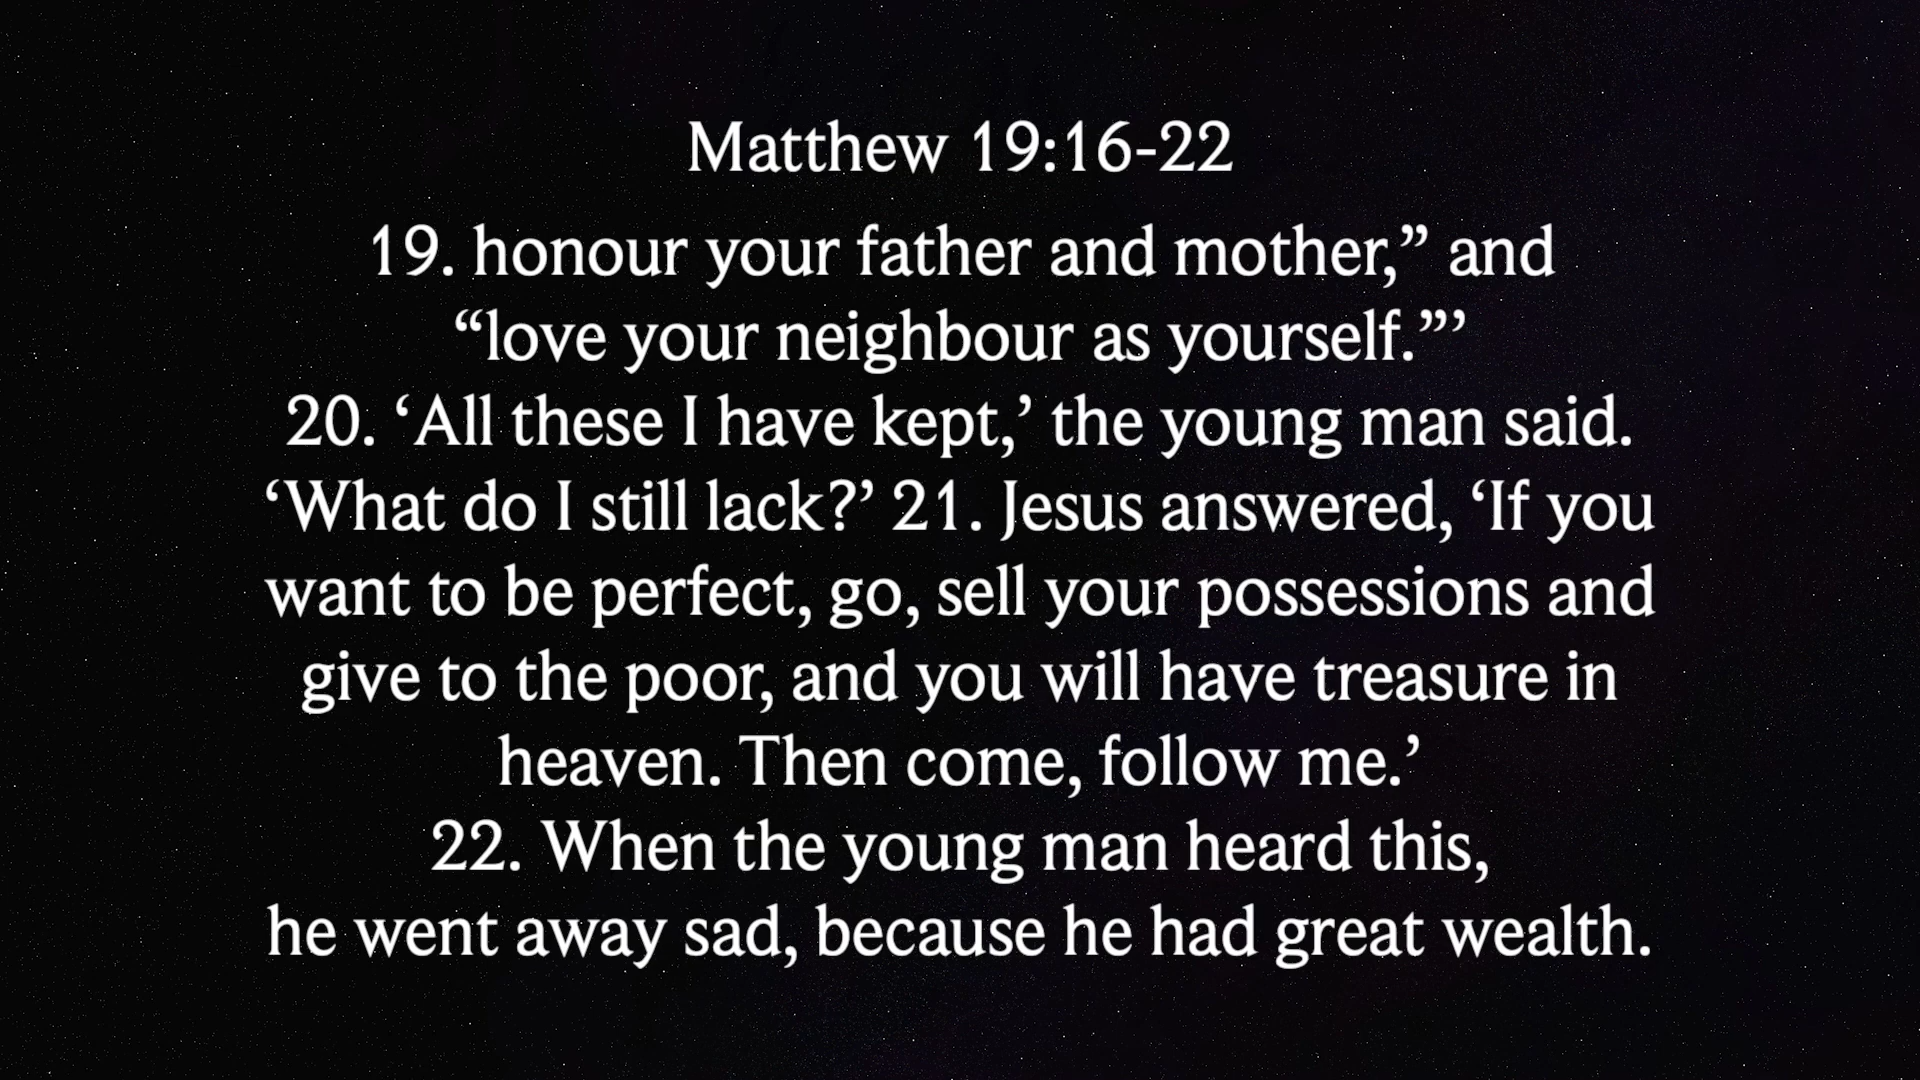 Matthew 19:16-22
19. honour your father and mother,” and
“love your neighbour as yourself.”’
20. ‘All these I have kept,’ the young man said.
‘What do I still lack?’ 21. Jesus answered, ‘If you
want to be perfect, go, sell your possessions and
give to the poor, and you will have treasure in
heaven. Then come, follow me.’
22. When the young man heard this,
he went away sad, because he had great wealth.